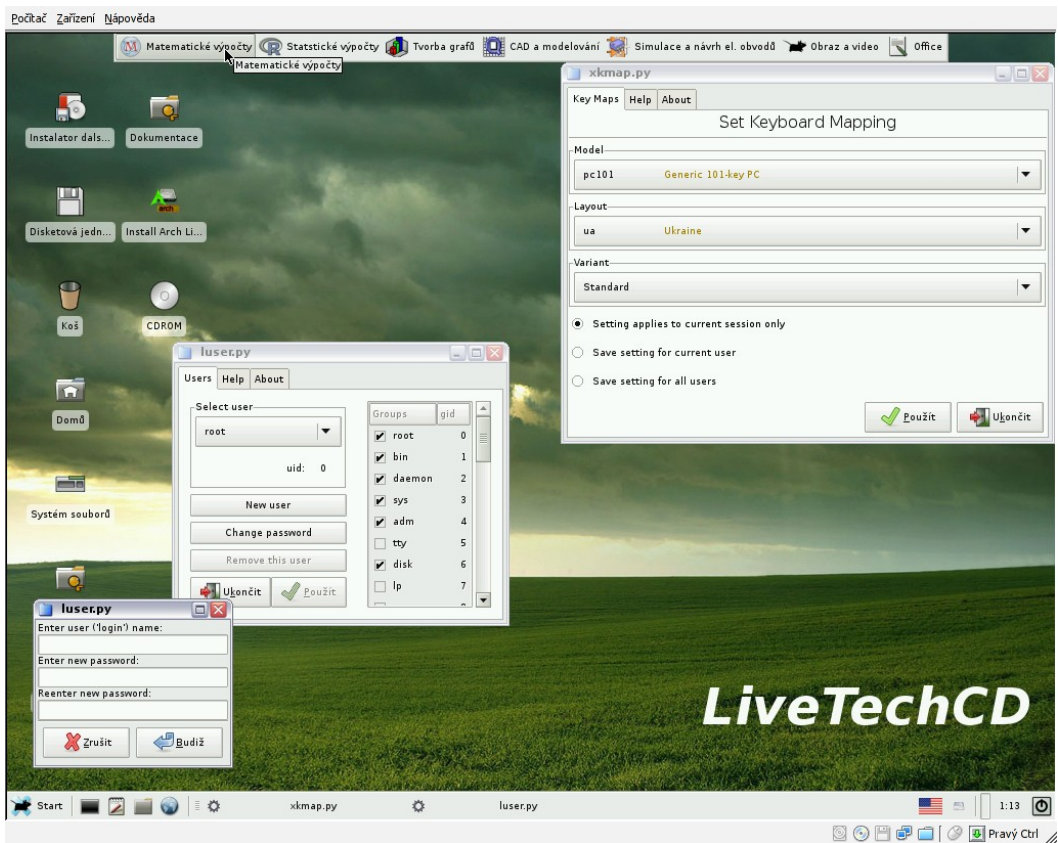 Počítač Zařízení Nápověda
Matematické výpočty Statstické výpočty Tvorba grafů CAD a modelování Simulace a návrh el. obvodů Obraz a video Office
Matematické výpočty
Instalator dals... Dokumentace
Disketová jedn... Install Arch Li...
arch
Koš CDROM
Domů
Systém souborů
xkmap.py
Key Maps Help About
Set Keyboard Mapping
Model
pc101 Generic 101-key PC
Layout
ua Ukraine
Variant
Standard
Setting applies to current session only
Save setting for current user
Save setting for all users
Použít Ukončit
luser.py
Users Help About
Select user
root
uid: 0
New user
Change password
Remove this user
Ukončit Použít
Groups gid
root 0
bin 1
daemon 2
sys 3
adm 4
tty 5
disk 6
lp 7
luser.py
Enter user ('login') name:
Enter new password:
Reenter new password:
Zrušit Budiž
LiveTechCD
Start xkmap.py luser.py 1:13
Pravý Ctrl